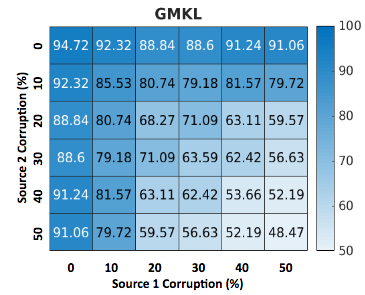 GMKL
Source 2 Corruption (%)
0 94.72 92.32 88.84 88.6 91.24 91.06
10 92.32 85.53 80.74 79.18 81.57 79.72
20 88.84 80.74 68.27 71.09 63.11 59.57
30 88.6 79.18 71.09 63.59 62.42 56.63
40 91.24 81.57 63.11 62.42 53.66 52.19
50 91.06 79.72 59.57 56.63 52.19 48.47
0 10 20 30 40 50
Source 1 Corruption (%)
100
90
80
70
60
50